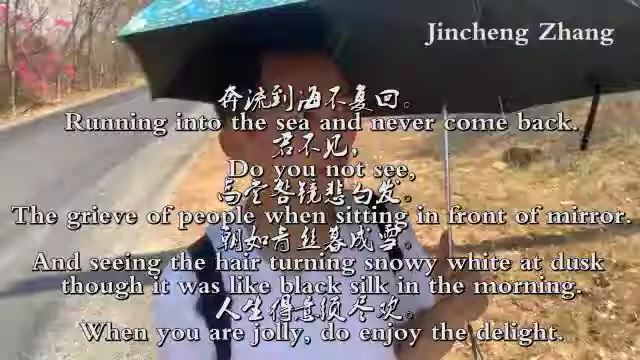 Jincheng Zhang
奔流到海不复回。
Running into the sea and never come back.
君不见，
Do you not see,
高堂明镜悲白发。
The grieve of people when sitting in front of mirror.
朝如青丝暮成雪。
And seeing the hair turning snowy white at dusk
though it was like black silk in the morning.
人生得意须尽欢。
When you are jolly, do enjoy the delight.